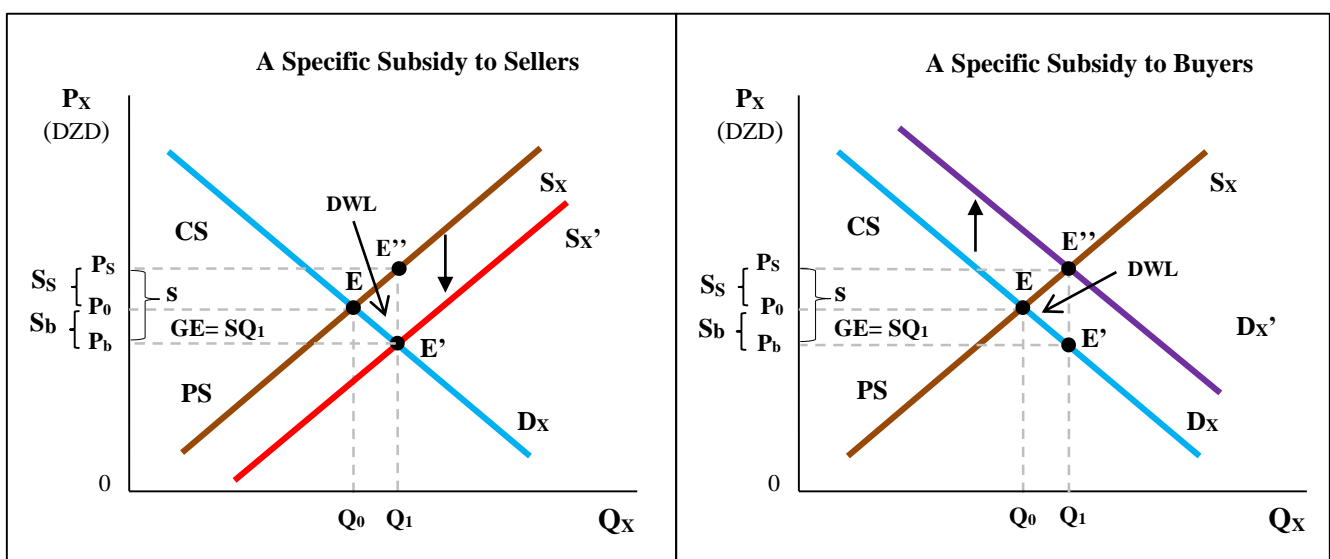 A Specific Subsidy to Sellers
PX
(DZD)
SX
DWL
SX’
CS
E’’
PS
E
SS
s
P0
Sb
GE= SQ1
Pb
E’
PS
DX
0
Q0 Q1
QX
A Specific Subsidy to Buyers
PX
(DZD)
SX
CS
E’’
PS
DWL
E
SS
s
P0
Sb
GE= SQ1
DX’
Pb
E’
PS
DX
0
Q0 Q1
QX